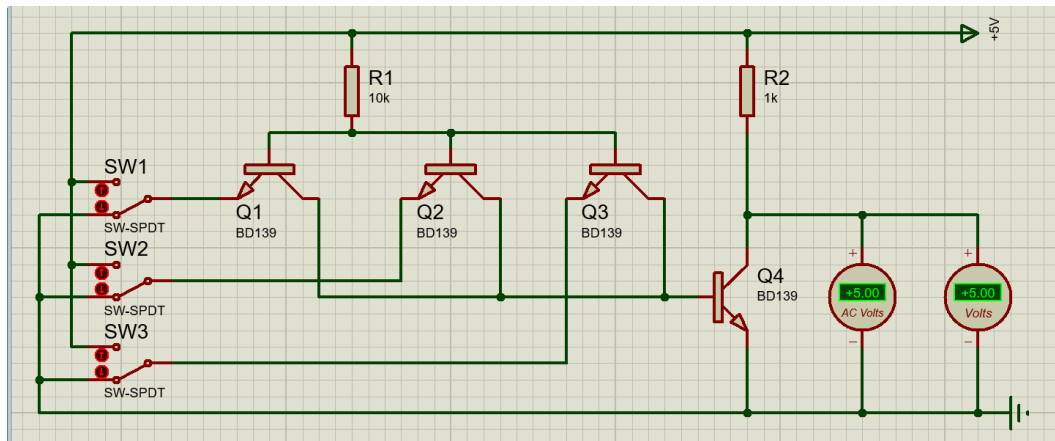 +5V
R1
10k
R2
1k
SW1
SW-SPDT
Q1
BD139
Q2
BD139
Q3
BD139
SW2
SW-SPDT
Q4
BD139
+5.00
AC Volts
+5.00
Volts
SW3
SW-SPDT